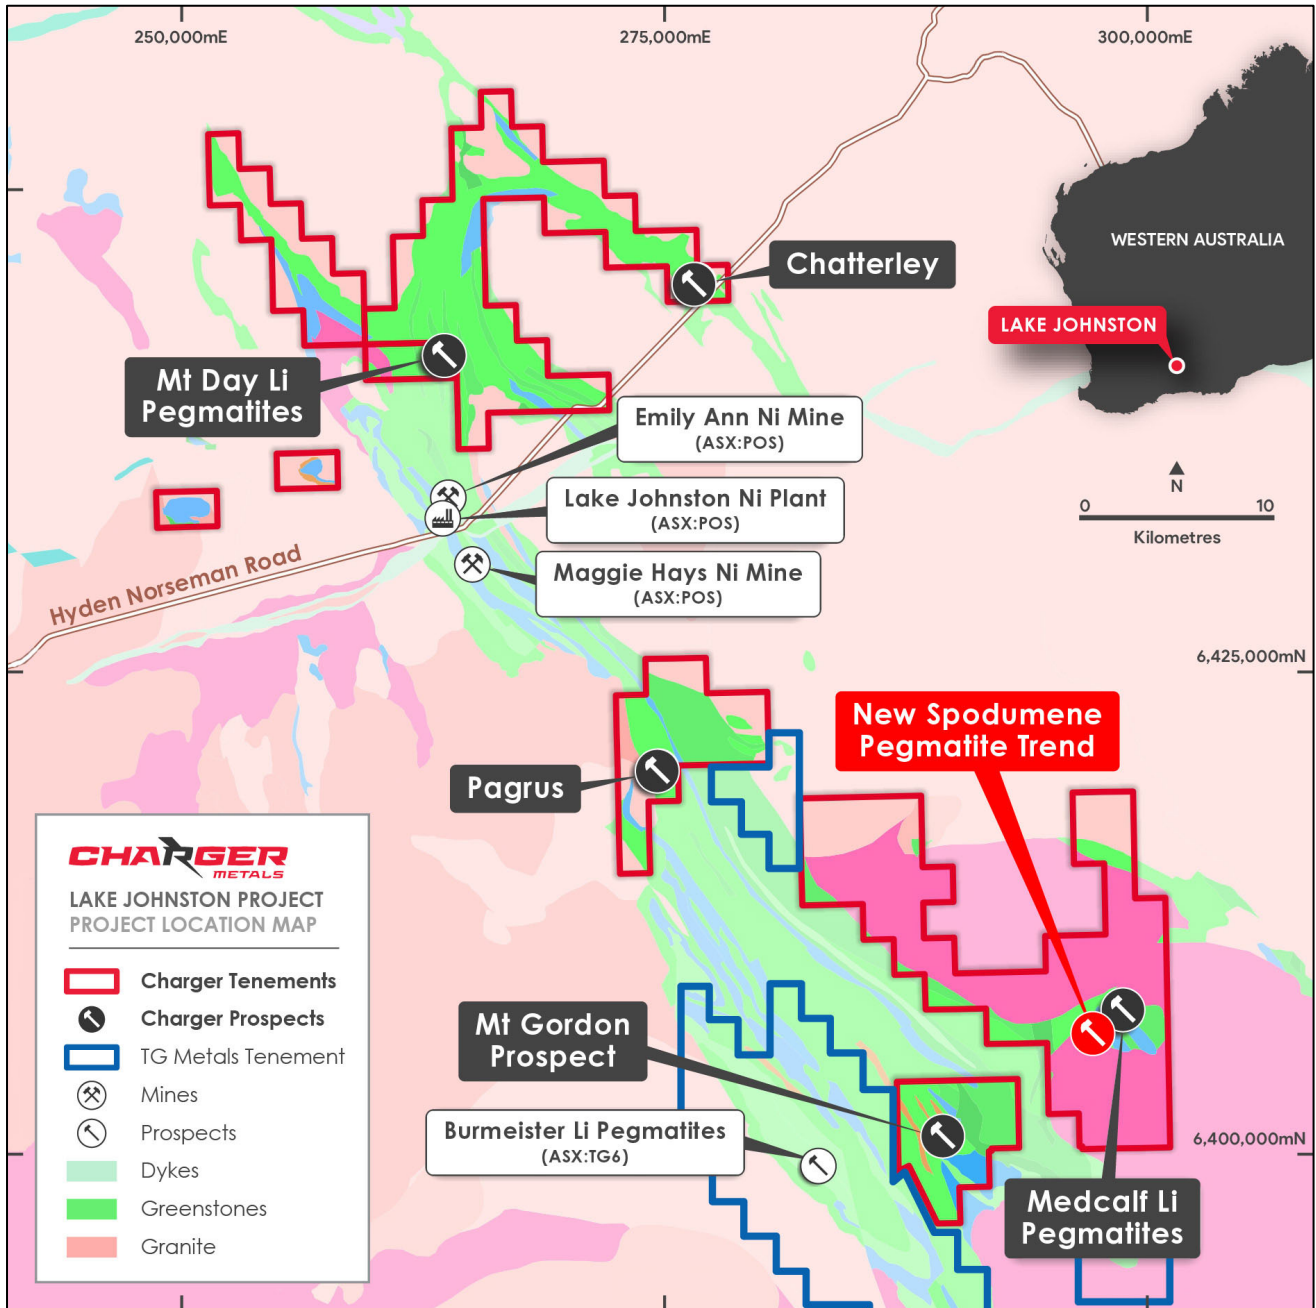 250,000mE
275,000mE
300,000mE
WESTERN AUSTRALIA
Chatterley
LAKE JOHNSTON
Mt Day Li
Pegmatites
Emily Ann Ni Mine
(ASX:POS)
N
0
10
Kilometres
Lake Johnston Ni Plant
(ASX:POS)
Hyden Norseman Road
Maggie Hays Ni Mine
(ASX:POS)
6,425,000mN
New Spodumene
Pegmatite Trend
Pagrus
CHARGER
METALS
LAKE JOHNSTON PROJECT
PROJECT LOCATION MAP
Charger Tenements
Charger Prospects
TG Metals Tenement
Mines
Prospects
Dykes
Greenstones
Granite
Mt Gordon
Prospect
Burmeister Li Pegmatites
(ASX:TG6)
6,400,000mN
Medcalf Li
Pegmatites